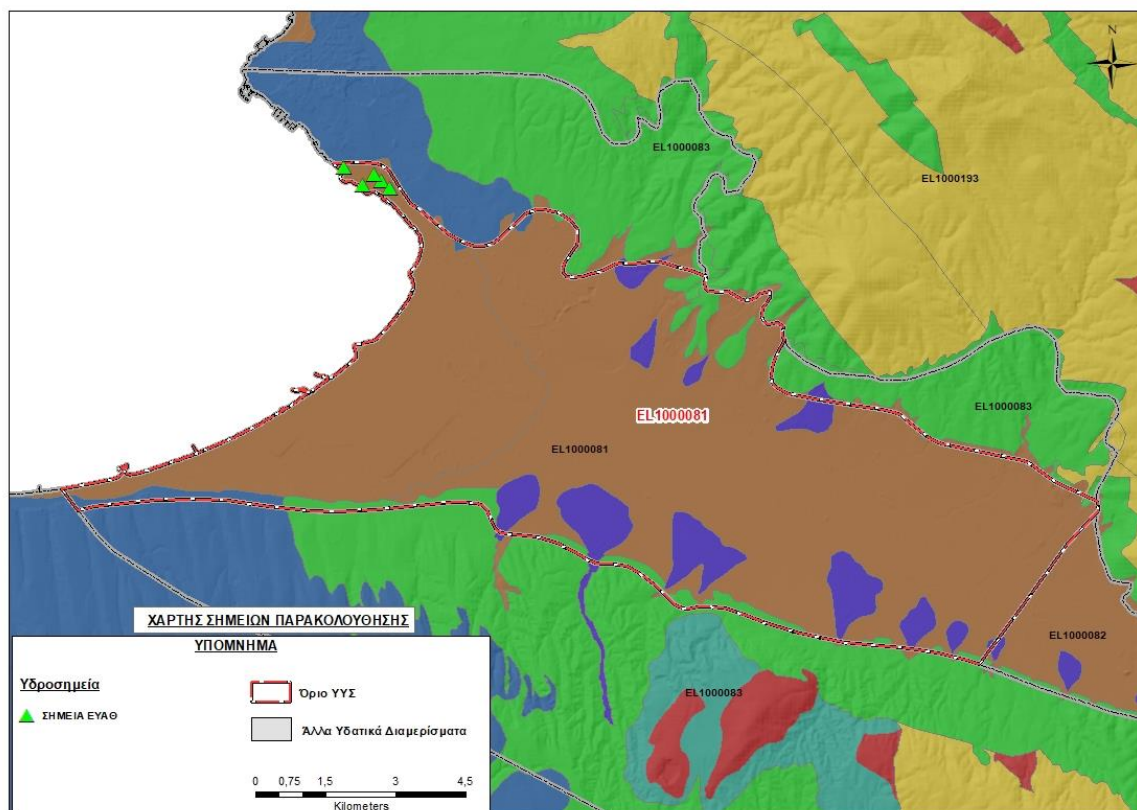 N
EL1000083
EL1000193
EL1000083
EL1000081
EL1000081
EL1000082
EL1000083
ΧΑΡΤΗΣ ΣΗΜΕΙΩΝ ΠΑΡΑΚΟΛΟΥΘΗΣΗΣ
ΥΠΟΜΝΗΜΑ
Υδροσημεία
ΣΗΜΕΙΑ ΕΥΑΘ
Όριο ΥΥΣ
Άλλα Υδατικά Διαμερίσματα
0 0,75 1,5 3 4,5
Kilometers